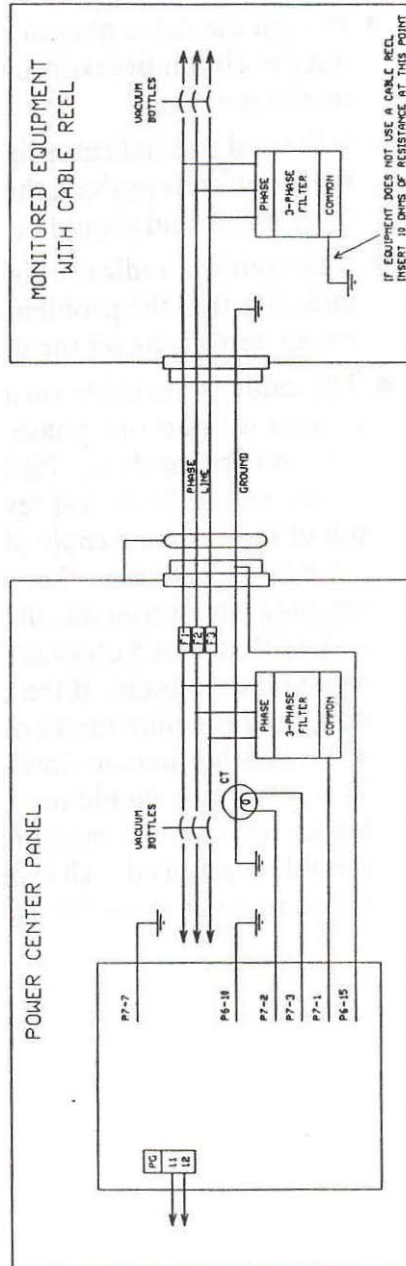 POWER CENTER PANEL
PG
11
12
P7-7
P6-10
P7-2
P7-3
P7-1
P6-15
VACUUM
BOTTLES
CT
F1
F2
F3
PHASE
3-PHASE
FILTER
COMMON
PHASE
LINE
GROUND
MONITORED EQUIPMENT
WITH CABLE REEL
VACUUM
BOTTLES
PHASE
3-PHASE
FILTER
COMMON
IF EQUIPMENT DOES NOT USE A CABLE REEL
INSERT 10 OHMS OF RESISTANCE AT THIS POINT